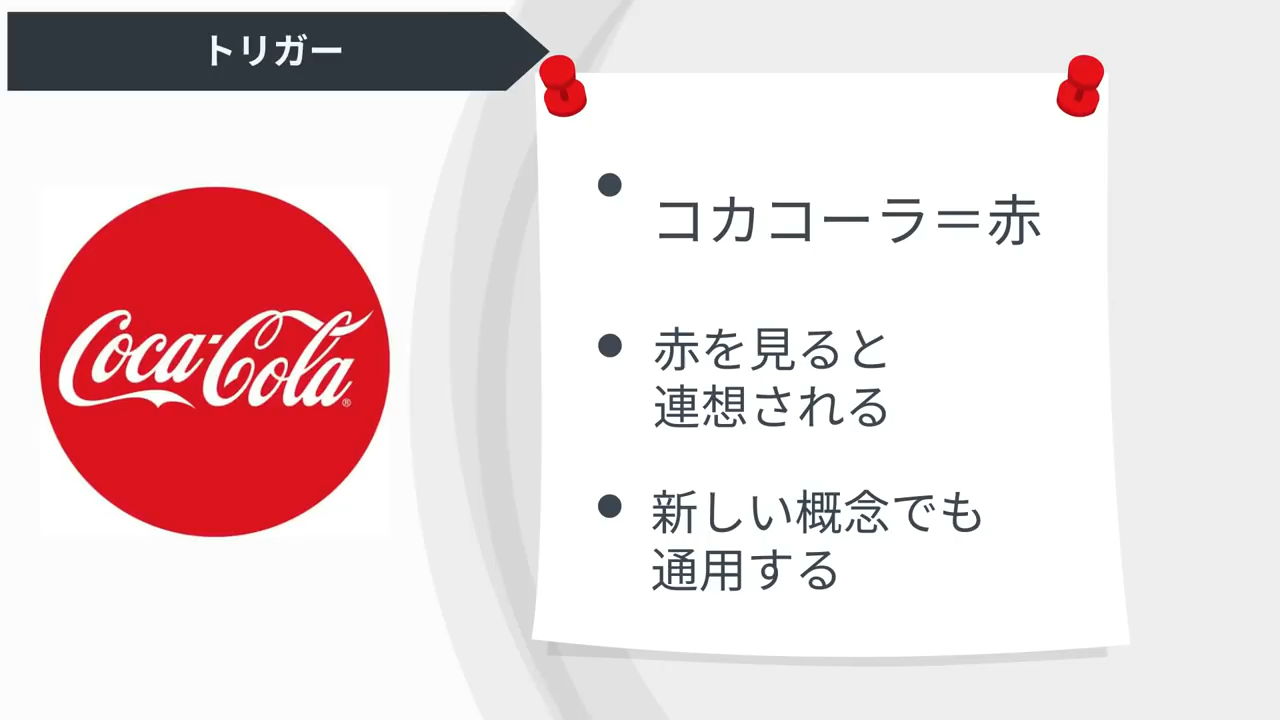 トリガー
Coca-Cola®
コカコーラ＝赤
赤を見ると
連想される
新しい概念でも
通用する